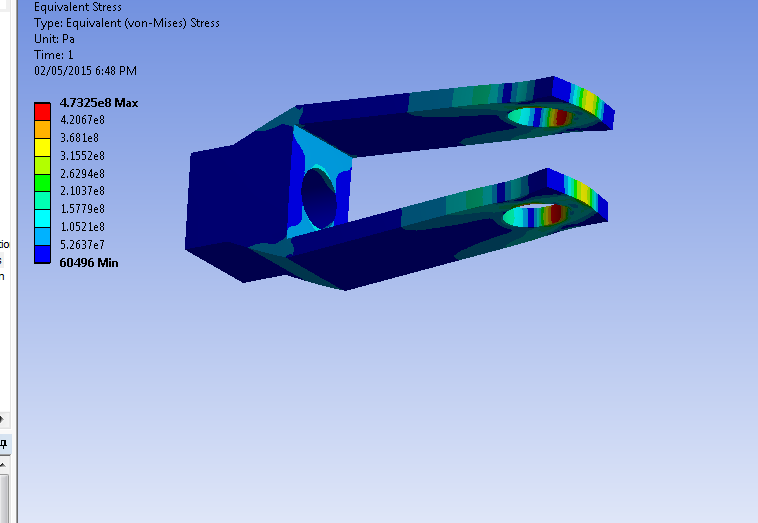 Equivalent Stress
Type: Equivalent (von-Mises) Stress
Unit: Pa
Time: 1
02/05/2015 6:48 PM
4.7325e8 Max
4.2067e8
3.681e8
3.1552e8
2.6294e8
2.1037e8
1.5779e8
1.0521e8
5.2637e7
60496 Min